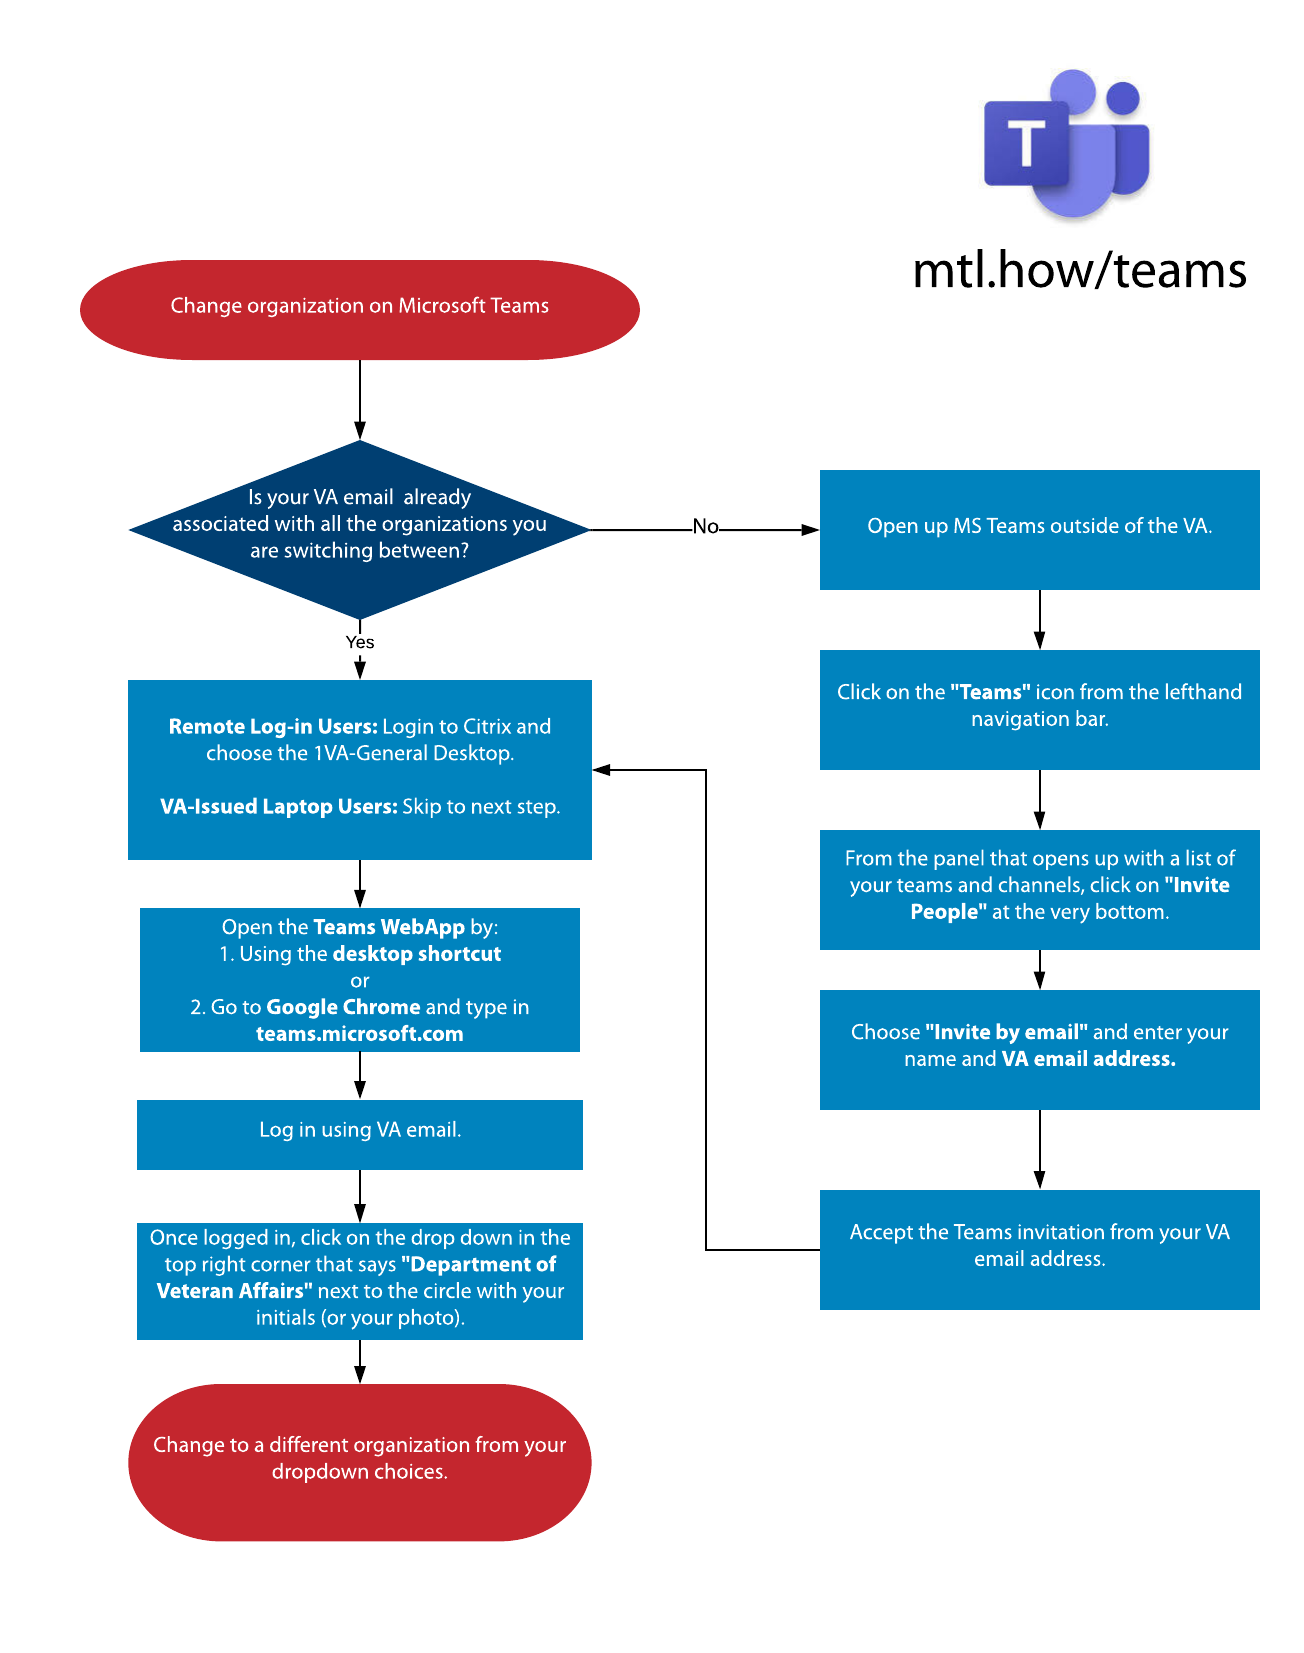 T
mtl.how/teams
Change organization on Microsoft Teams
Is your VA email  already
associated with all the organizations you
are switching between?
No
Yes
Remote Log-in Users: Login to Citrix and
choose the 1VA-General Desktop.
VA-Issued Laptop Users: Skip to next step.
Open the Teams WebApp by:
1. Using the desktop shortcut
or
2. Go to Google Chrome and type in
teams.microsoft.com
Log in using VA email.
Once logged in, click on the drop down in the
top right corner that says "Department of
Veteran Affairs" next to the circle with your
initials (or your photo).
Change to a different organization from your
dropdown choices.
Open up MS Teams outside of the VA.
Click on the "Teams" icon from the lefthand
navigation bar.
From the panel that opens up with a list of
your teams and channels, click on "Invite
People" at the very bottom.
Choose "Invite by email" and enter your
name and VA email address.
Accept the Teams invitation from your VA
email address.